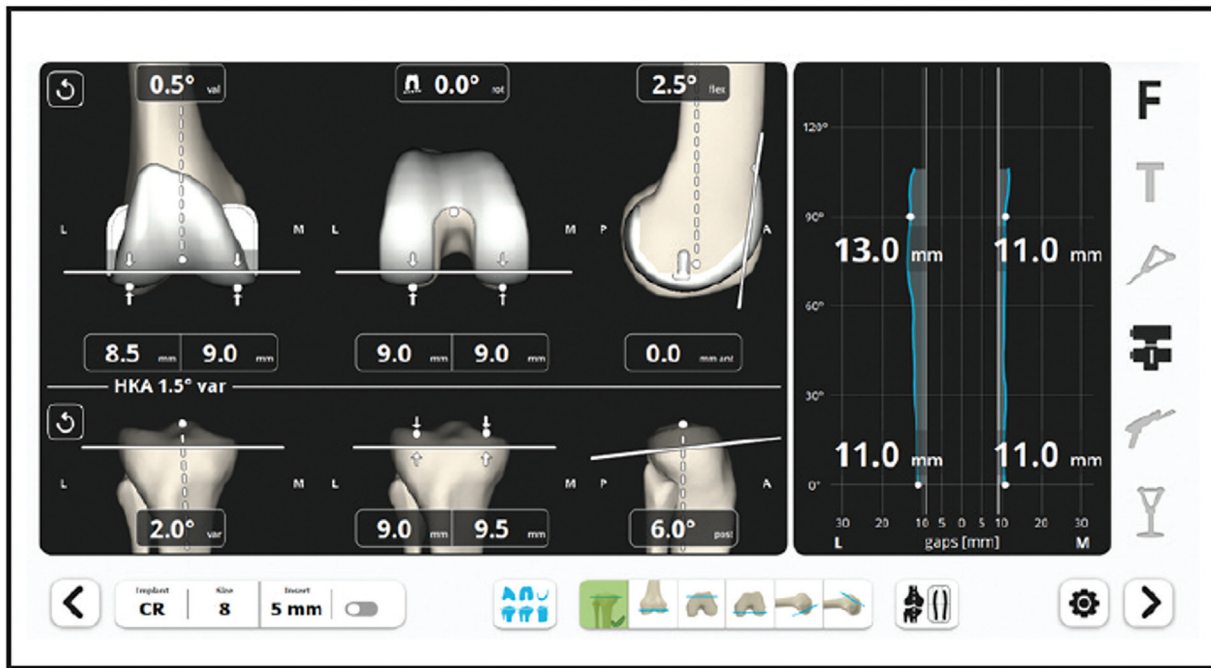 0.5° val
0.0° rot
2.5° flex
L M L M P A
8.5 mm 9.0 mm
9.0 mm 9.0 mm
0.0 mm ant
HKA 1.5° var
L M L M P A
2.0° var
9.0 mm 9.5 mm
6.0° post
120°
90°
13.0 mm 11.0 mm
60°
30°
11.0 mm 11.0 mm
0°
30 20 10 5 0 5 10 20 30
L gaps [mm] M
F
T
Implant Size Insert
CR 8 5 mm